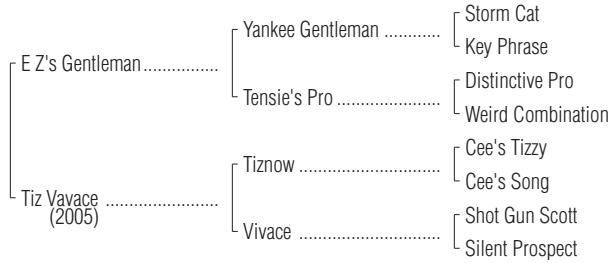 Storm Cat
Yankee Gentleman ............
Key Phrase
E Z's Gentleman ................
Distinctive Pro
Tensie's Pro ......................
Weird Combination
Cee's Tizzy
Tiznow ..............................
Cee's Song
Tiz Vavace ........................
(2005)
Shot Gun Scott
Vivace ..............................
Silent Prospect